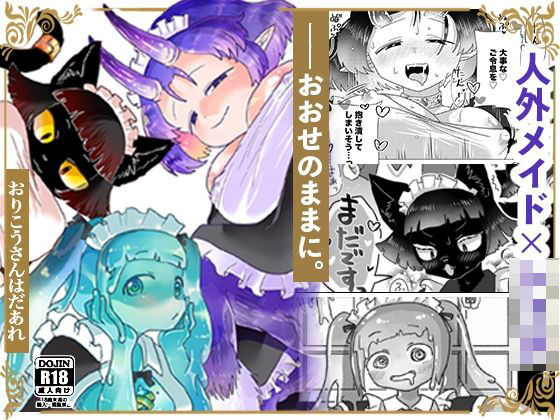 人外メイド×
大事な♡
ご令息を♡
抱き潰して
しまいそう…
――おおせのままに。
まだです
おりこうさんはだあれ
DOJIN
R18
成人向け